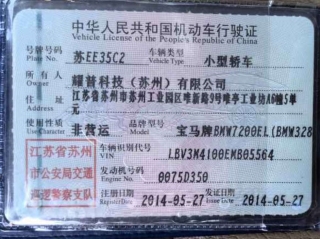 中华人民共和国机动车行驶证
Vehicle License of the People's Republic of China
号牌号码 苏EE35C2 车辆类型 小型轿车
Plate No. Vehicle Type
所有人 耀普科技（苏州）有限公司
Owner
住址 江苏省苏州市苏州工业园区唯新路9号唯亭工业坊A6幢5单
Address 元
使用性质 非营运 品牌型号 宝马牌BMW7200EL(BMW328
Use Character Model
江苏省苏州
市公安局交通
巡逻警察支队
车辆识别代号 LBV3M4100EMB05564
VIN
发动机号码 0075D350
Engine No.
注册日期 2014-05-27 发证日期 2014-05-27
Register Date Issue Date